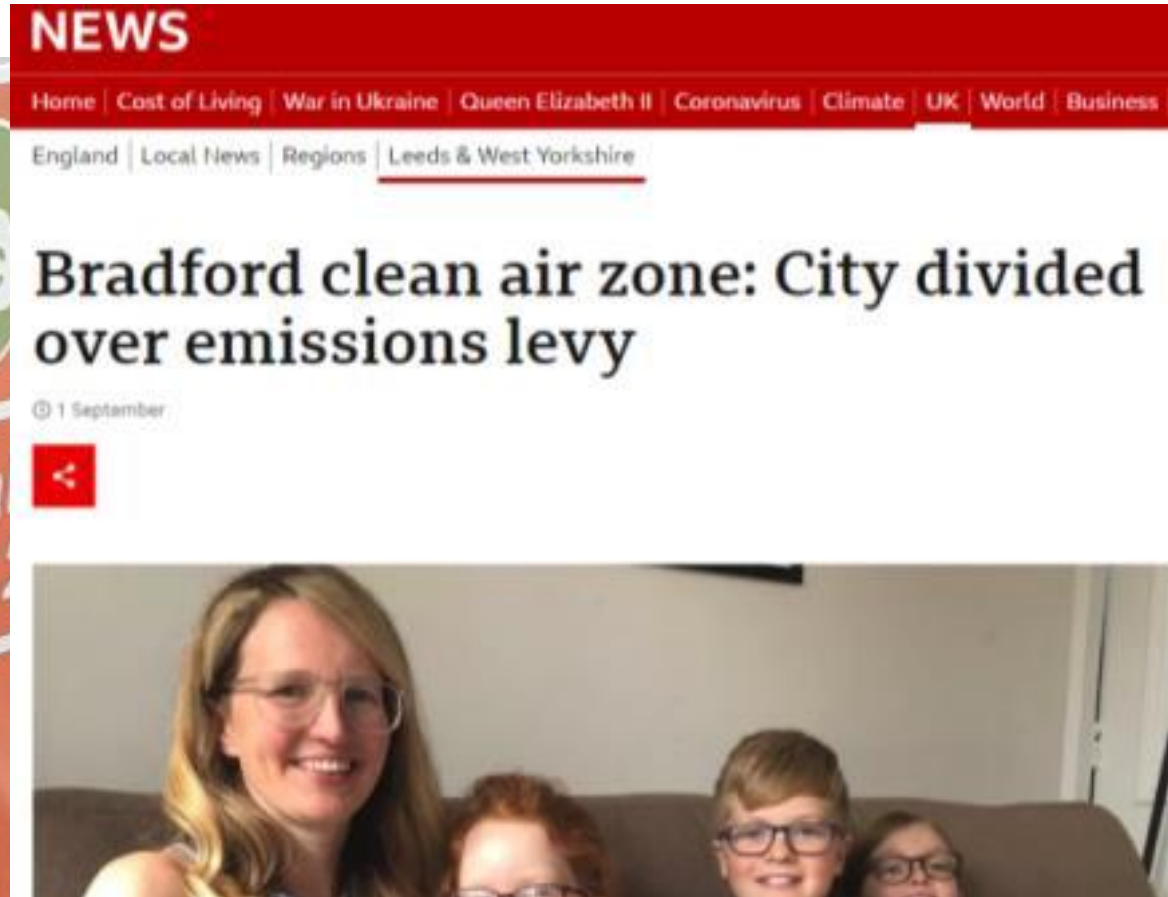 NEWS
Home | Cost of Living | War in Ukraine | Queen Elizabeth II | Coronavirus | Climate | UK | World | Business
England | Local News | Regions | Leeds & West Yorkshire
Bradford clean air zone: City divided
over emissions levy
1 September